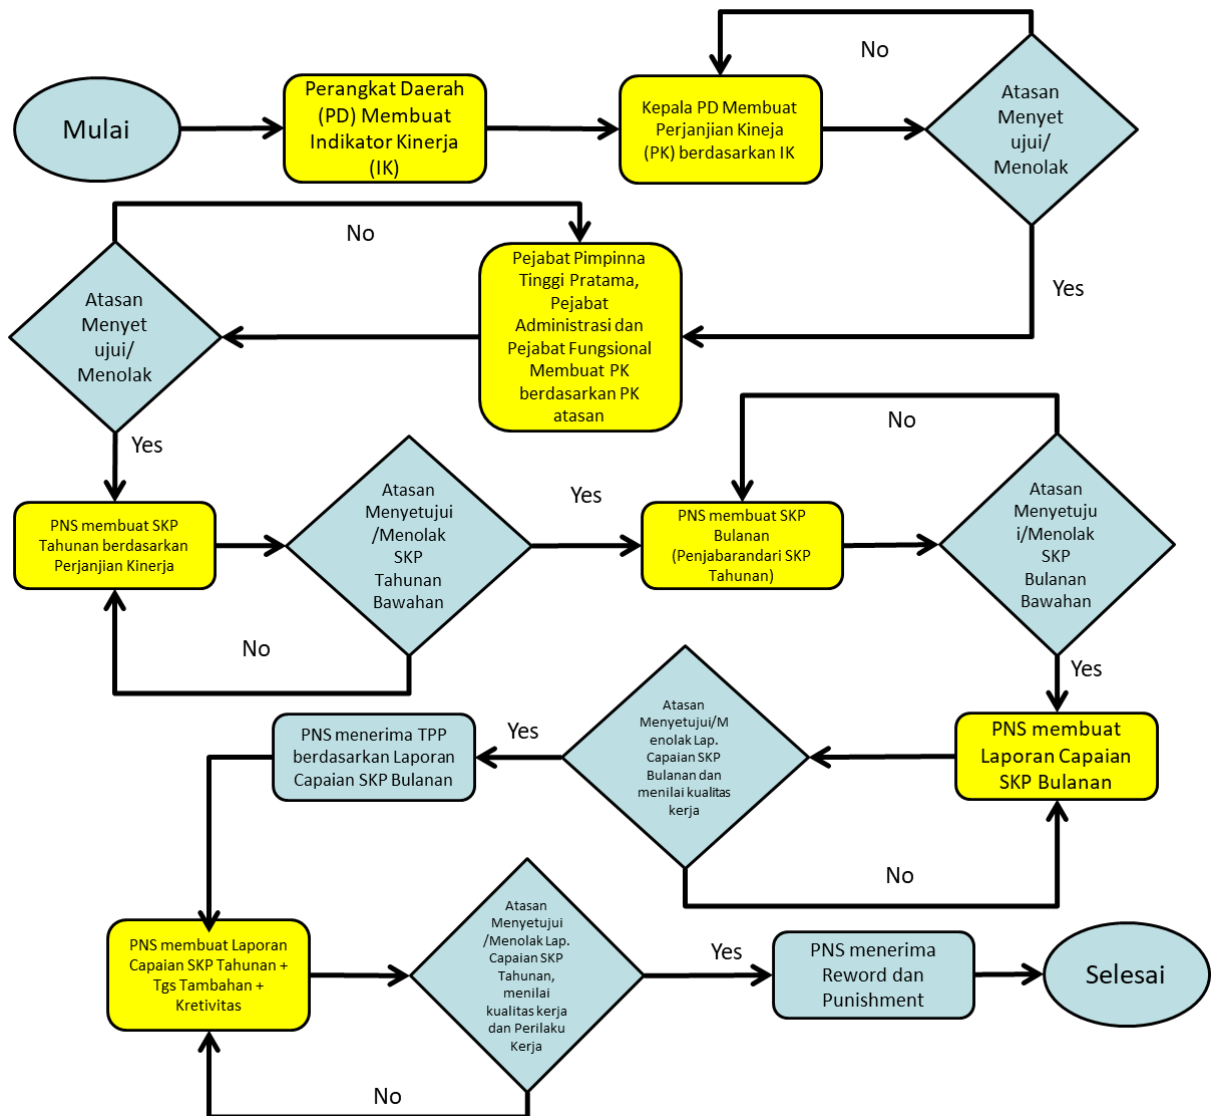 Mulai
Perangkat Daerah
(PD) Membuat
Indikator Kinerja
(IK)
Kepala PD Membuat
Perjanjian Kineja
(PK) berdasarkan IK
No
Atasan
Menyet
ujui/
Menolak
Yes
No
Pejabat Pimpinna
Tinggi Pratama,
Pejabat
Administrasi dan
Pejabat Fungsional
Membuat PK
berdasarkan PK
atasan
Atasan
Menyet
ujui/
Menolak
Yes
PNS membuat SKP
Tahunan berdasarkan
Perjanjian Kinerja
No
Atasan
Menyetujui
/Menolak
SKP
Tahunan
Bawahan
Yes
PNS membuat SKP
Bulanan
(Penjabarandari SKP
Tahunan)
No
Atasan
Menyetuju
i/Menolak
SKP
Bulanan
Bawahan
Yes
PNS membuat
Laporan Capaian
SKP Bulanan
No
Atasan
Menyetujui/M
enolak Lap.
Capaian SKP
Bulanan dan
menilai kualitas
kerja
Yes
PNS menerima TPP
berdasarkan Laporan
Capaian SKP Bulanan
PNS membuat Laporan
Capaian SKP Tahunan +
Tgs Tambahan +
Kretivitas
No
Atasan
Menyetujui
/Menolak Lap.
Capaian SKP
Tahunan,
menilai
kualitas kerja
dan Perilaku
Kerja
Yes
PNS menerima
Reword dan
Punishment
Selesai